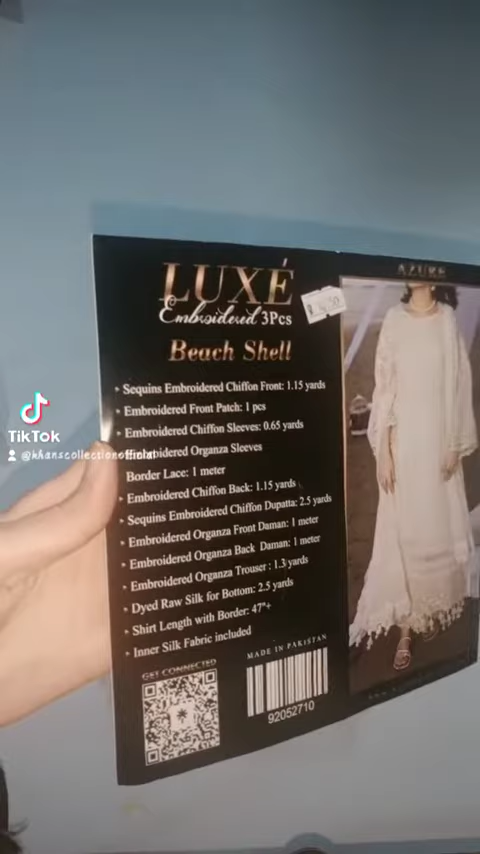 LUXÉ
Embroidered 3Pcs
Beach Shell
Sequins Embroidered Chiffon Front: 1.15 yards
Embroidered Front Patch: 1 pcs
Embroidered Chiffon Sleeves: 0.65 yards
Embroidered Organza Sleeves
Border Lace: 1 meter
Embroidered Chiffon Back: 1.15 yards
Sequins Embroidered Chiffon Dupatta: 2.5 yards
Embroidered Organza Front Daman: 1 meter
Embroidered Organza Back Daman: 1 meter
Embroidered Organza Trouser : 1.3 yards
Dyed Raw Silk for Bottom: 2.5 yards
Shirt Length with Border: 47"+
Inner Silk Fabric included
GET CONNECTED
MADE IN PAKISTAN
92052710
AZURE
TikTok
@khanscollectionofficial